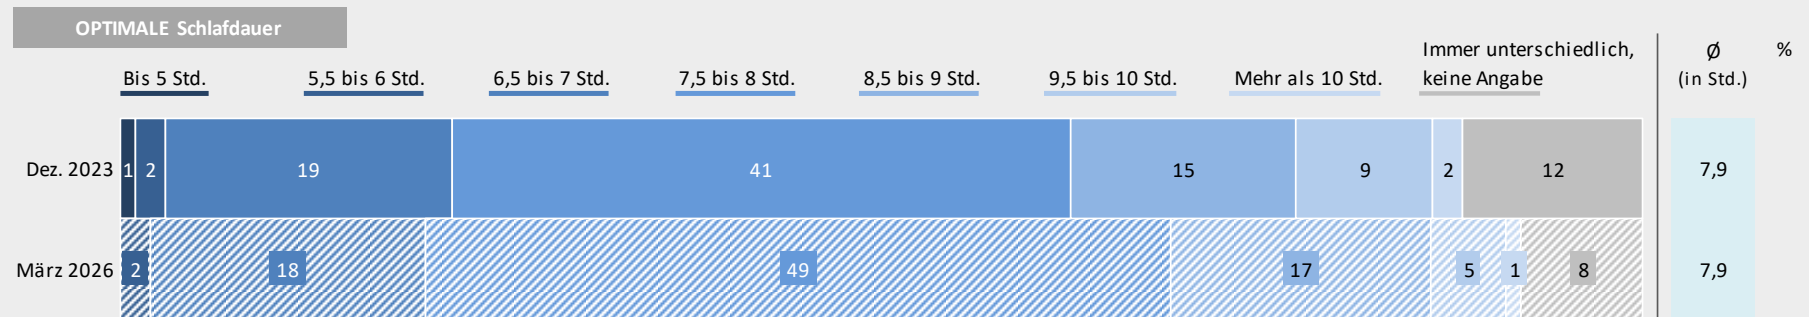 OPTIMALE Schlafdauer
Immer unterschiedlich,
keine Angabe
Ø
(in Std.)
%
Bis 5 Std.
5,5 bis 6 Std.
6,5 bis 7 Std.
7,5 bis 8 Std.
8,5 bis 9 Std.
9,5 bis 10 Std.
Mehr als 10 Std.
Dez. 2023 1 2 19 41 15 9 2 12 7,9
März 2026 2 18 49 17 5 1 8 7,9